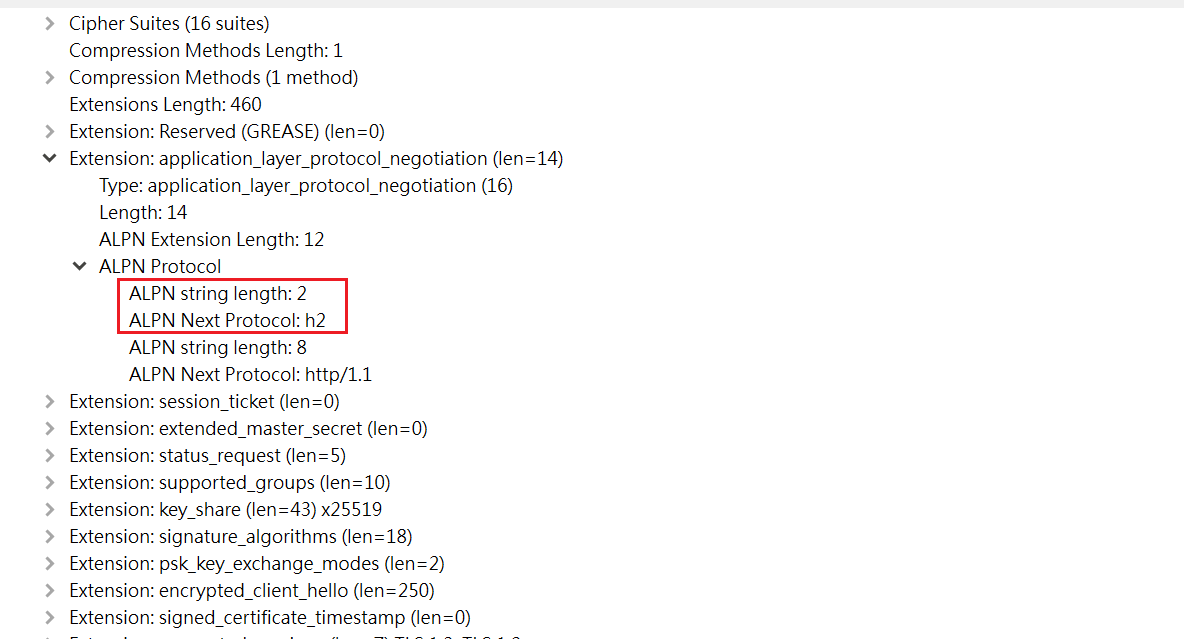 Cipher Suites (16 suites)
Compression Methods Length: 1
Compression Methods (1 method)
Extensions Length: 460
Extension: Reserved (GREASE) (len=0)
Extension: application_layer_protocol_negotiation (len=14)
Type: application_layer_protocol_negotiation (16)
Length: 14
ALPN Extension Length: 12
ALPN Protocol
ALPN string length: 2
ALPN Next Protocol: h2
ALPN string length: 8
ALPN Next Protocol: http/1.1
Extension: session_ticket (len=0)
Extension: extended_master_secret (len=0)
Extension: status_request (len=5)
Extension: supported_groups (len=10)
Extension: key_share (len=43) x25519
Extension: signature_algorithms (len=18)
Extension: psk_key_exchange_modes (len=2)
Extension: encrypted_client_hello (len=250)
Extension: signed_certificate_timestamp (len=0)